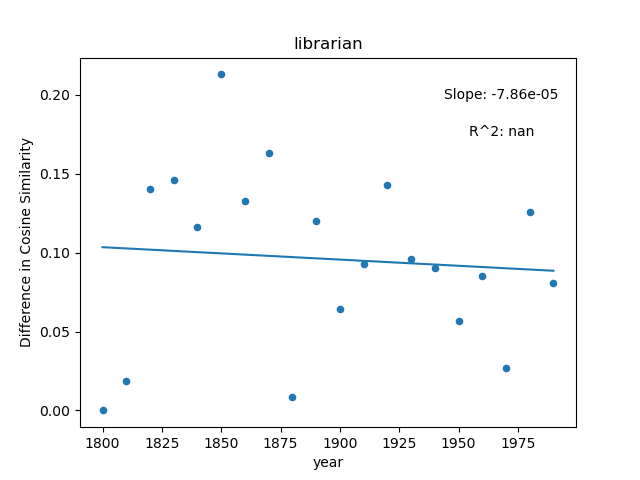 librarian
Slope: -7.86e-05
R^2: nan
Difference in Cosine Similarity
0.20
0.15
0.10
0.05
0.00
1800 1825 1850 1875 1900 1925 1950 1975
year